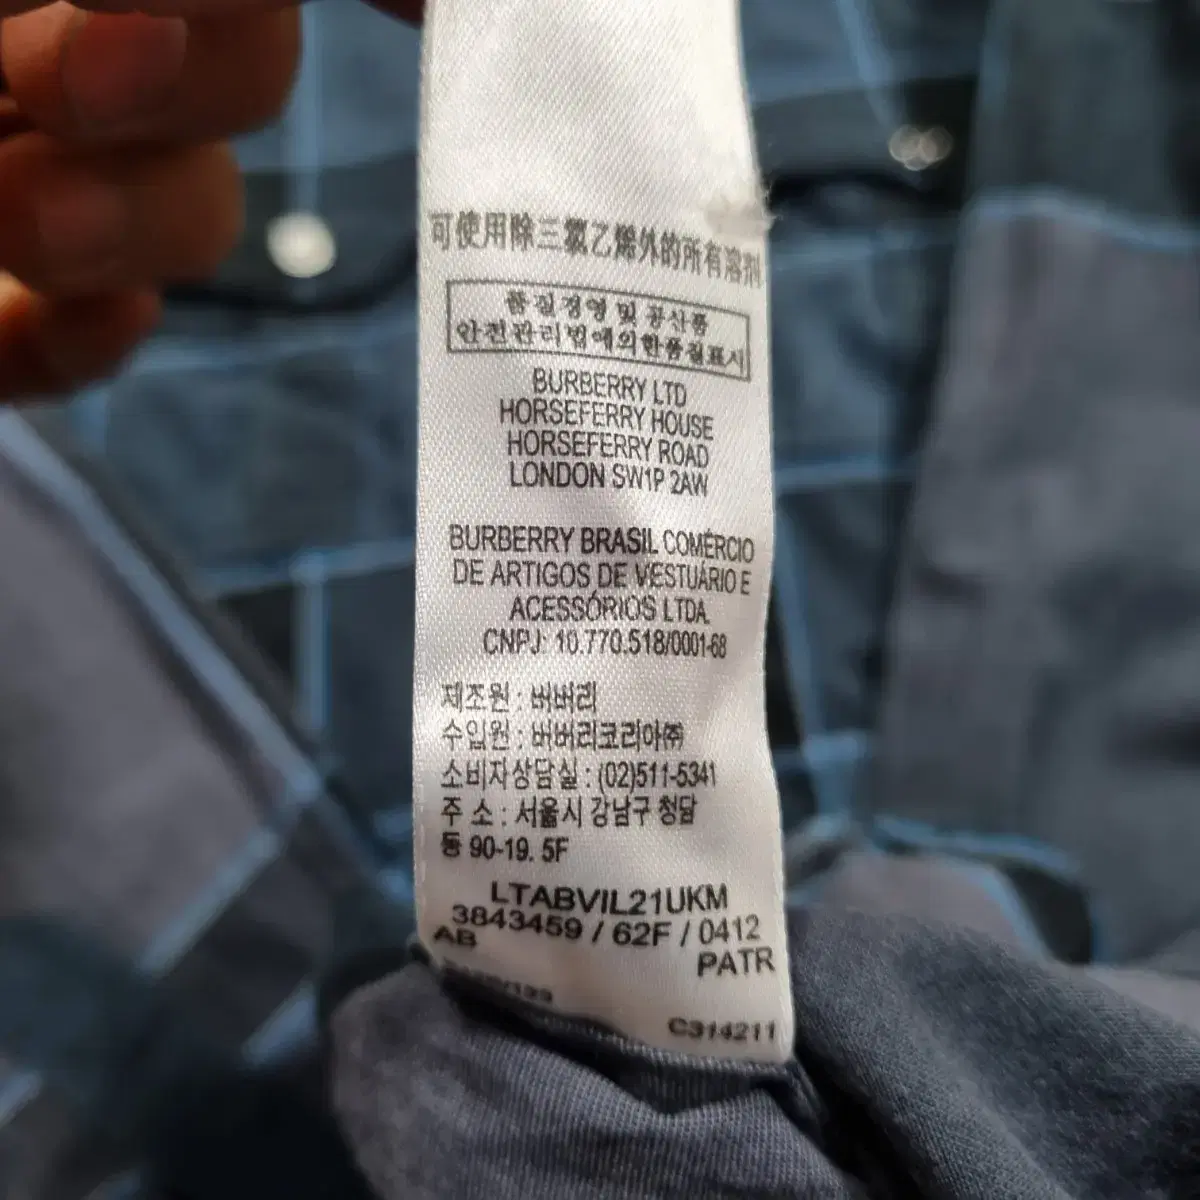 可使用除三氯乙烯外的所有溶剂
품질경영 및 공산품
안전관리법에의한품질표시
BURBERRY LTD
HORSEFERRY HOUSE
HORSEFERRY ROAD
LONDON SW1P 2AW
BURBERRY BRASIL COMÉRCIO
DE ARTIGOS DE VESTUÁRIO E
ACESSÓRIOS LTDA.
CNPJ: 10.770.518/0001-68
제조원 : 버버리
수입원 : 버버리코리아㈜
소비자상담실 : (02)511-5341
주 소 : 서울시 강남구 청담
동 90-19. 5F
LTABVIL21UKM
3843459 / 62F / 0412
AB
PATR
C314211